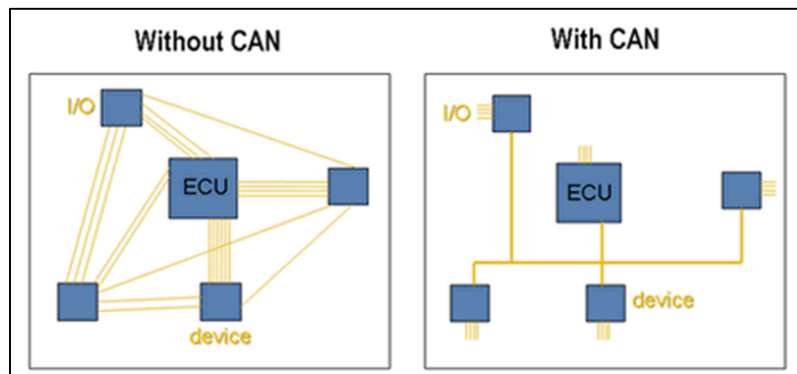 Without CAN
I/O
ECU
device
With CAN
I/O
ECU
device